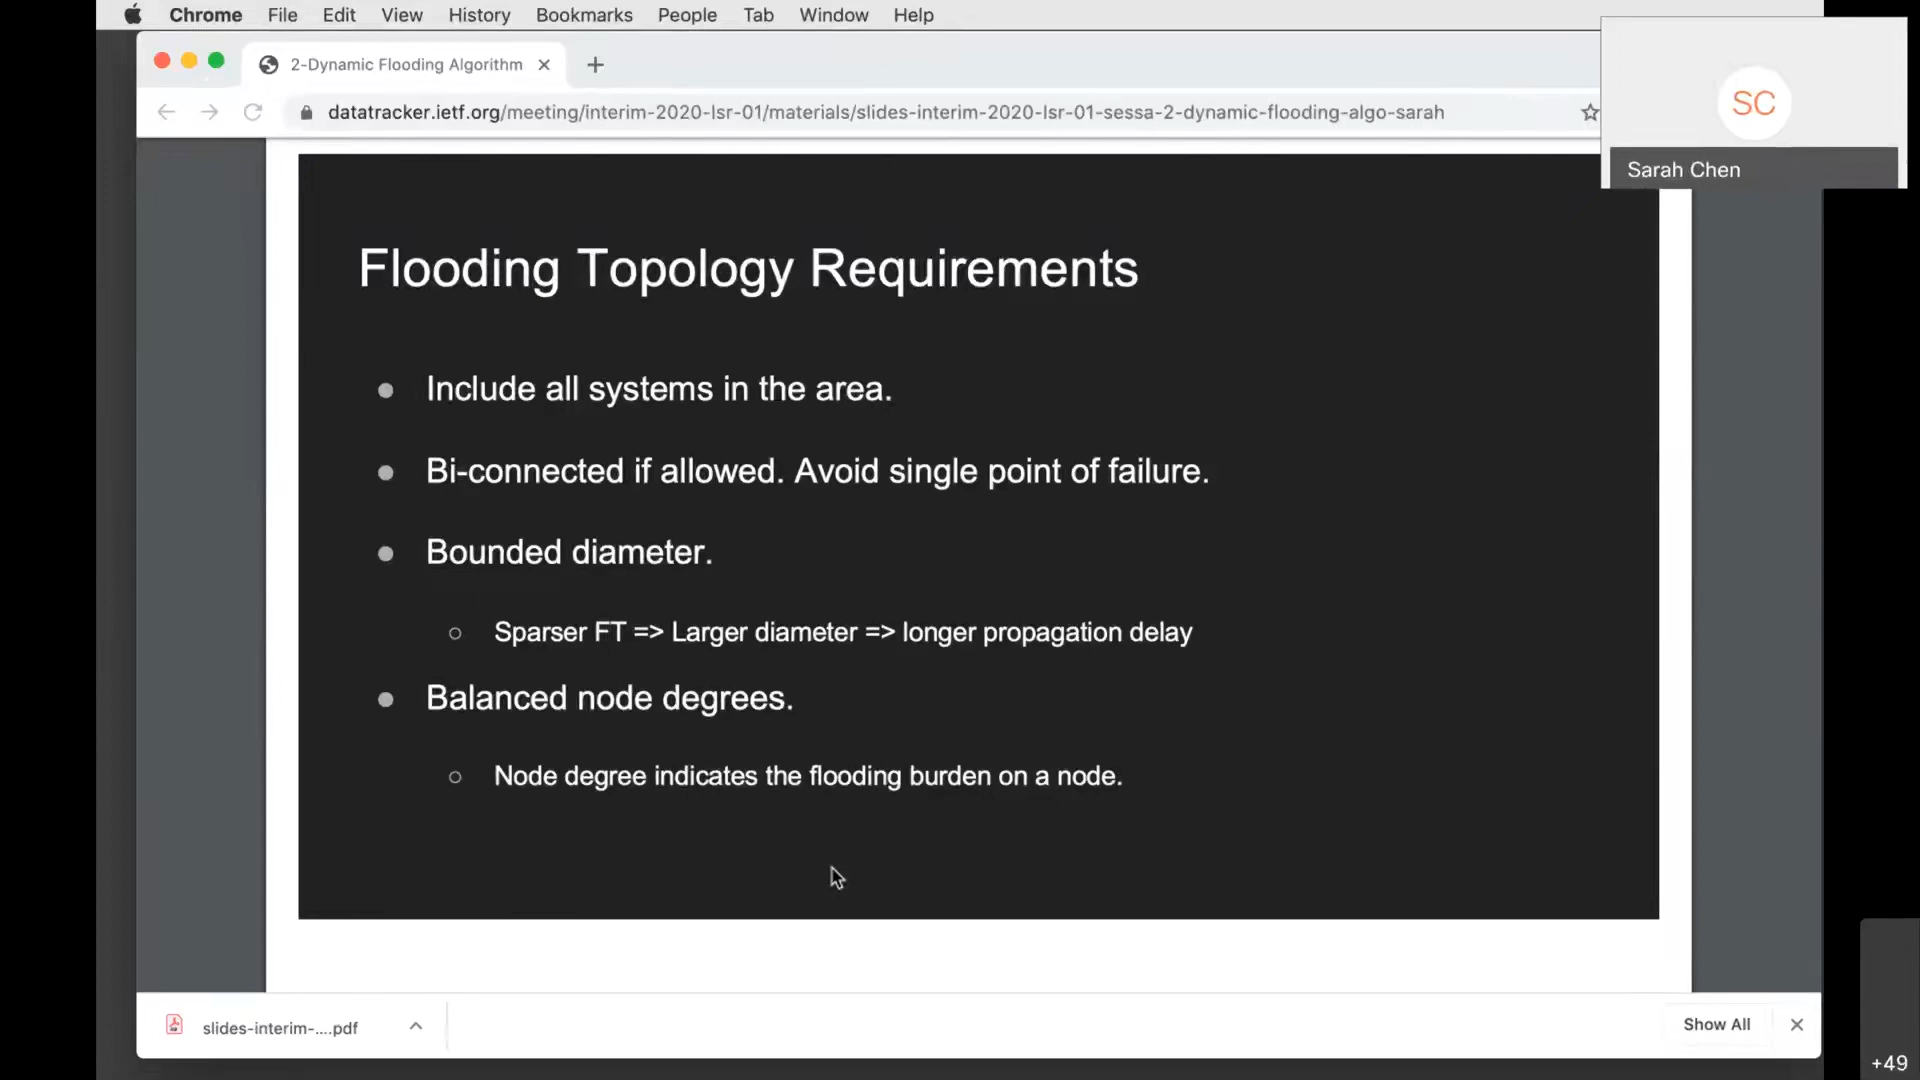 Chrome File Edit View History Bookmarks People Tab Window Help
2-Dynamic Flooding Algorithm
datatracker.ietf.org/meeting/interim-2020-lsr-01/materials/slides-interim-2020-lsr-01-sessa-2-dynamic-flooding-algo-sarah
SC
Sarah Chen
Flooding Topology Requirements
● Include all systems in the area.
● Bi-connected if allowed. Avoid single point of failure.
● Bounded diameter.
○ Sparser FT => Larger diameter => longer propagation delay
● Balanced node degrees.
○ Node degree indicates the flooding burden on a node.
slides-interim-....pdf
Show All
+49